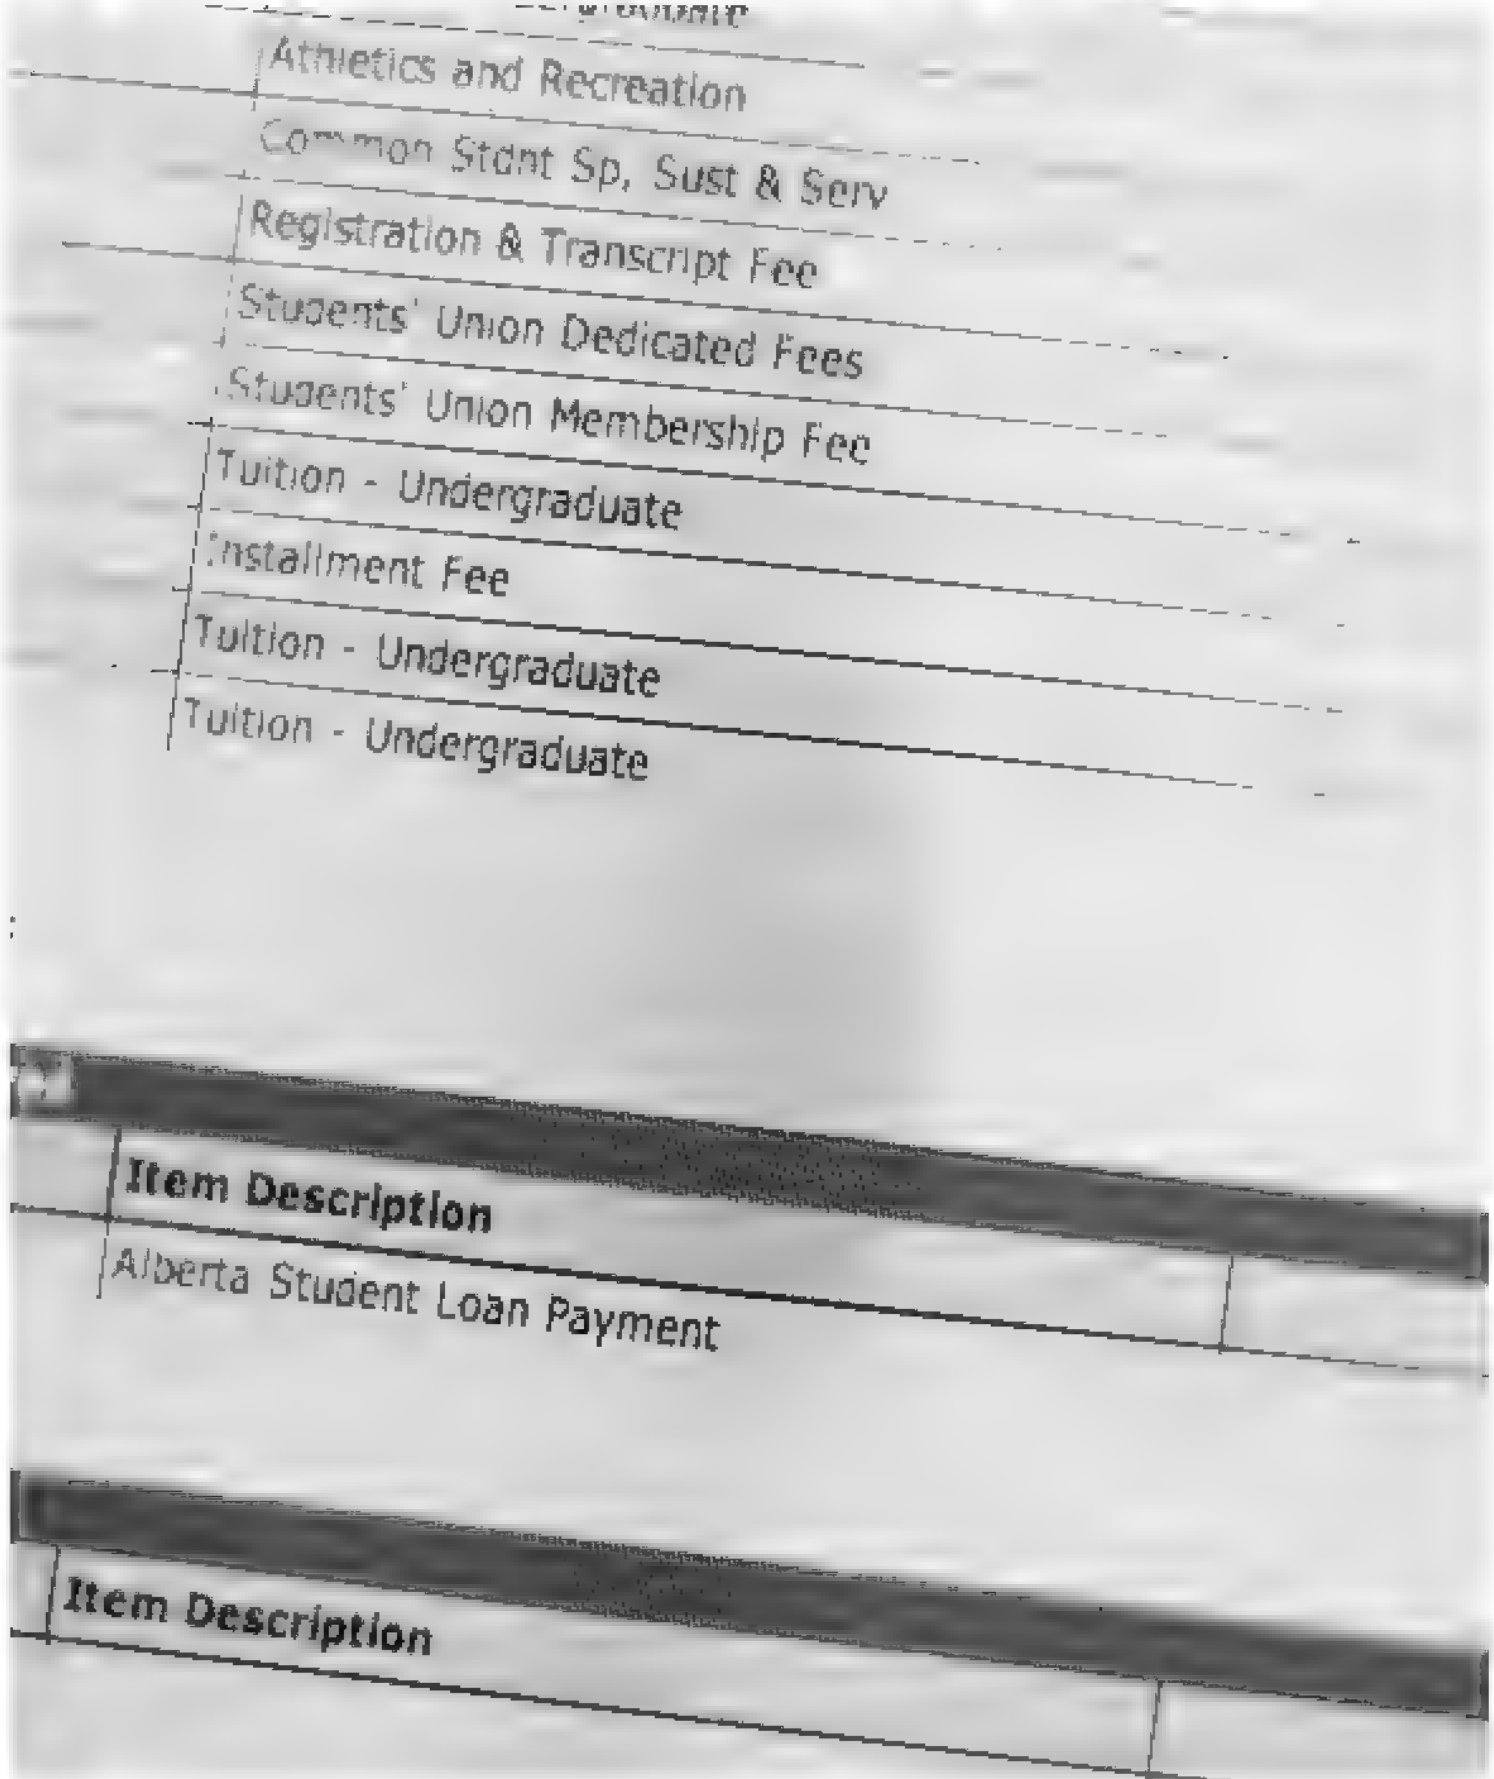 Athletics and Recreation
Common Stdnt Sp, Sust & Serv
Registration & Transcript Fee
Students' Union Dedicated Fees
Students' Union Membership Fee
Tuition - Undergraduate
Installment Fee
Tuition - Undergraduate
Tuition - Undergraduate
Item Description
Alberta Student Loan Payment
Item Description